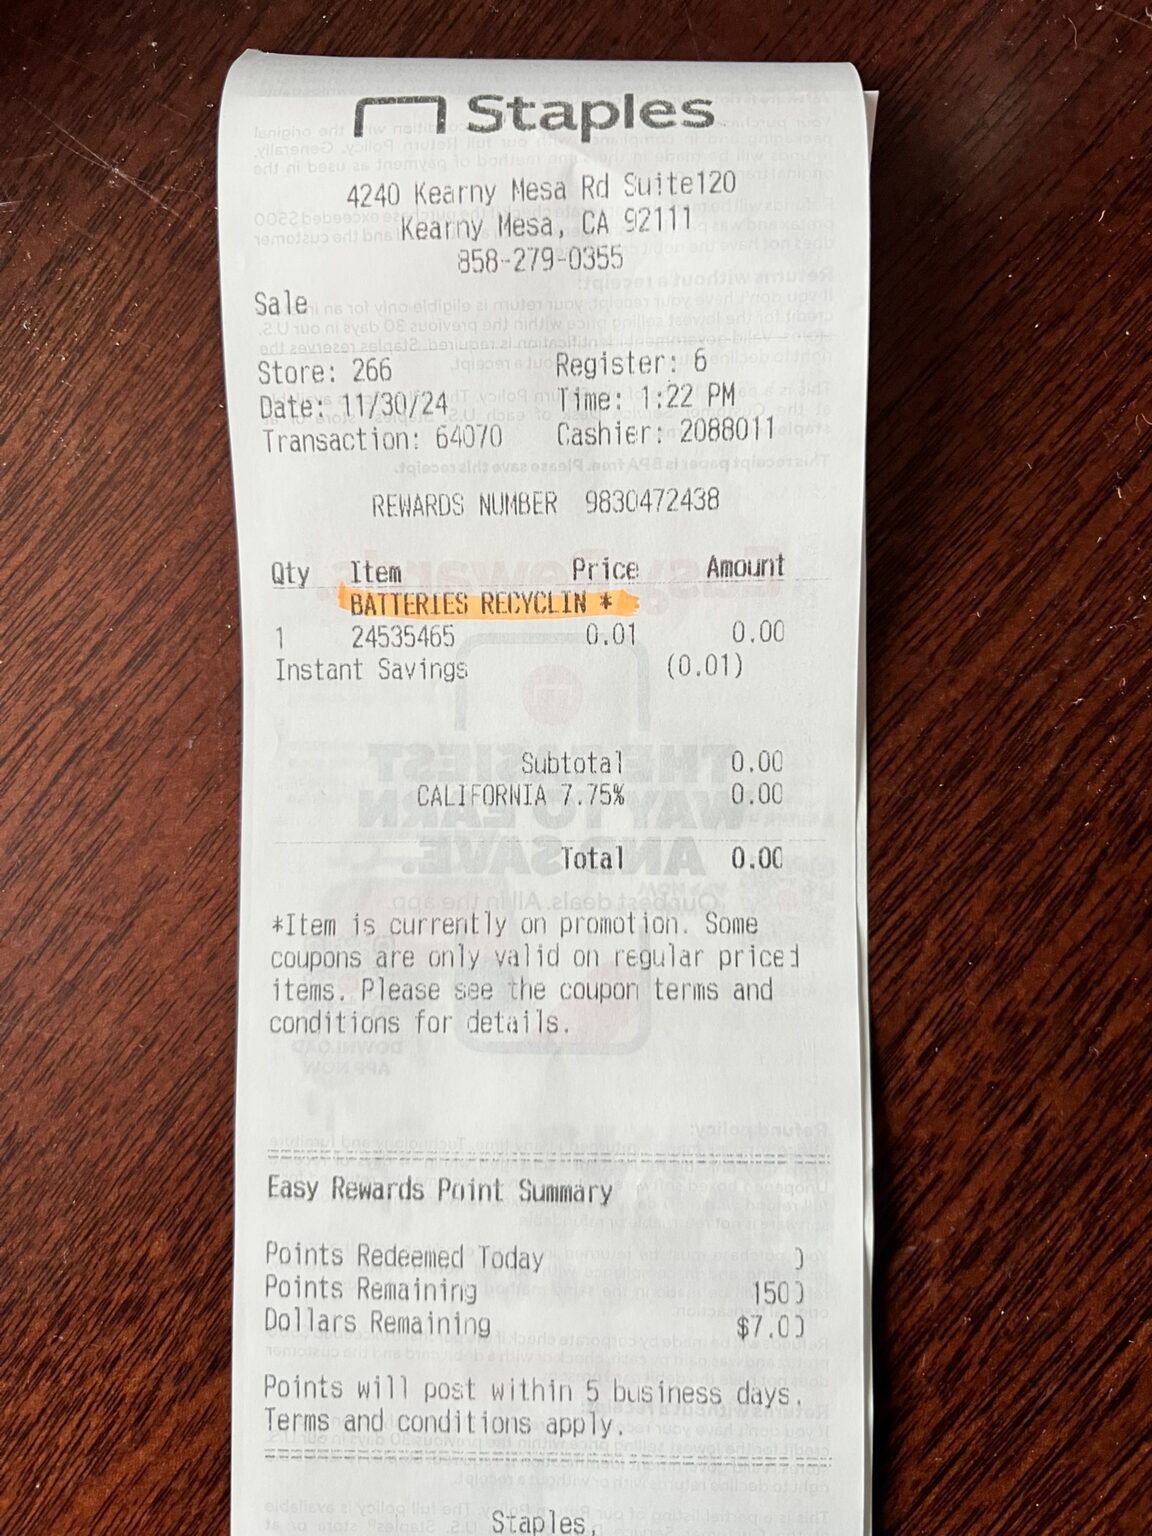 Staples
4240 Kearny Mesa Rd Suite120
Kearny Mesa, CA 92111
858-279-0355
Sale
Store: 266 Register: 6
Date: 11/30/24 Time: 1:22 PM
Transaction: 64070 Cashier: 2088011
REWARDS NUMBER 9830472438
Qty Item Price Amount
BATTERIES RECYCLIN *
1 24535465 0.01 0.00
Instant Savings (0.01)
Subtotal 0.00
CALIFORNIA 7.75% 0.00
Total 0.00
*Item is currently on promotion. Some
coupons are only valid on regular priced
items. Please see the coupon terms and
conditions for details.
Easy Rewards Point Summary
Points Redeemed Today 0
Points Remaining 1500
Dollars Remaining $7.00
Points will post within 5 business days.
Terms and conditions apply.
Staples,